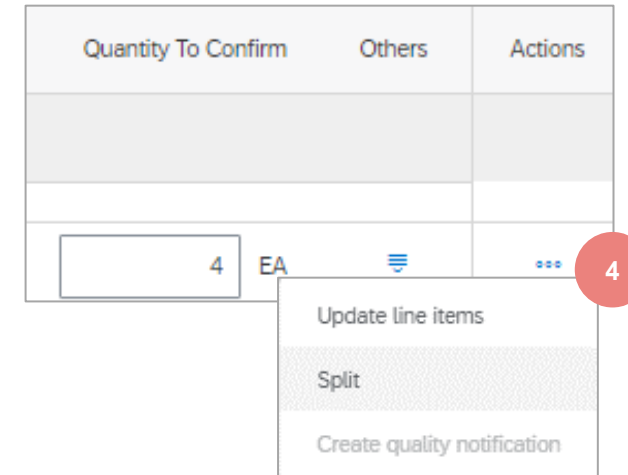 Quantity To Confirm Others Actions
4 EA 4
Update line items
Split
Create quality notification